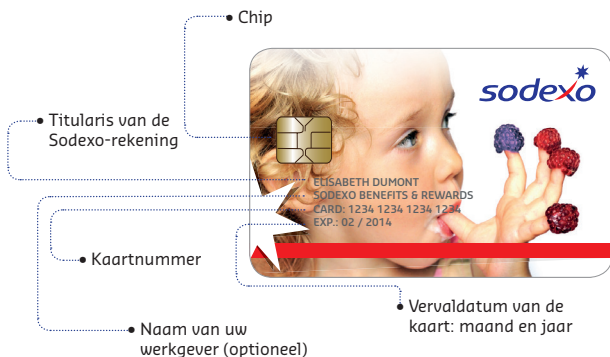 Chip
sodexo
Titularis van de
Sodexo-rekening
ELISABETH DUMONT
SODEXO BENEFITS & REWARDS
CARD: 1234 1234 1234 1234
EXP.: 02 / 2014
Kaartnummer
Vervaldatum van de
kaart: maand en jaar
Naam van uw
werkgever (optioneel)